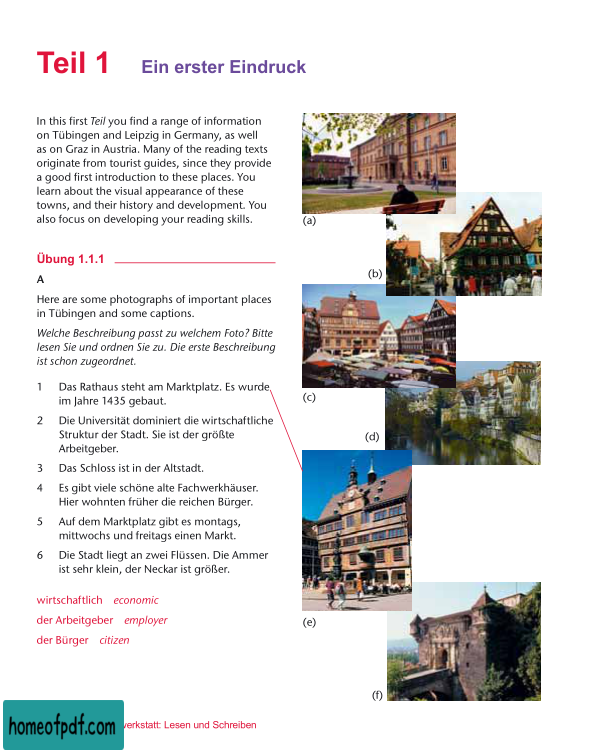 Teil 1 Ein erster Eindruck
In this first Teil you find a range of information
on Tübingen and Leipzig in Germany, as well
as on Graz in Austria. Many of the reading texts
originate from tourist guides, since they provide
a good first introduction to these places. You
learn about the visual appearance of these
towns, and their history and development. You
also focus on developing your reading skills.
Übung 1.1.1
A
Here are some photographs of important places
in Tübingen and some captions.
Welche Beschreibung passt zu welchem Foto? Bitte
lesen Sie und ordnen Sie zu. Die erste Beschreibung
ist schon zugeordnet.
1 Das Rathaus steht am Marktplatz. Es wurde
im Jahre 1435 gebaut.
2 Die Universität dominiert die wirtschaftliche
Struktur der Stadt. Sie ist der größte
Arbeitgeber.
3 Das Schloss ist in der Altstadt.
4 Es gibt viele schöne alte Fachwerkhäuser.
Hier wohnten früher die reichen Bürger.
5 Auf dem Marktplatz gibt es montags,
mittwochs und freitags einen Markt.
6 Die Stadt liegt an zwei Flüssen. Die Ammer
ist sehr klein, der Neckar ist größer.
wirtschaftlich economic
der Arbeitgeber employer
der Bürger citizen
(a)
(b)
(c)
(d)
(e)
(f)
homeofpdf.com
werkstatt: Lesen und Schreiben